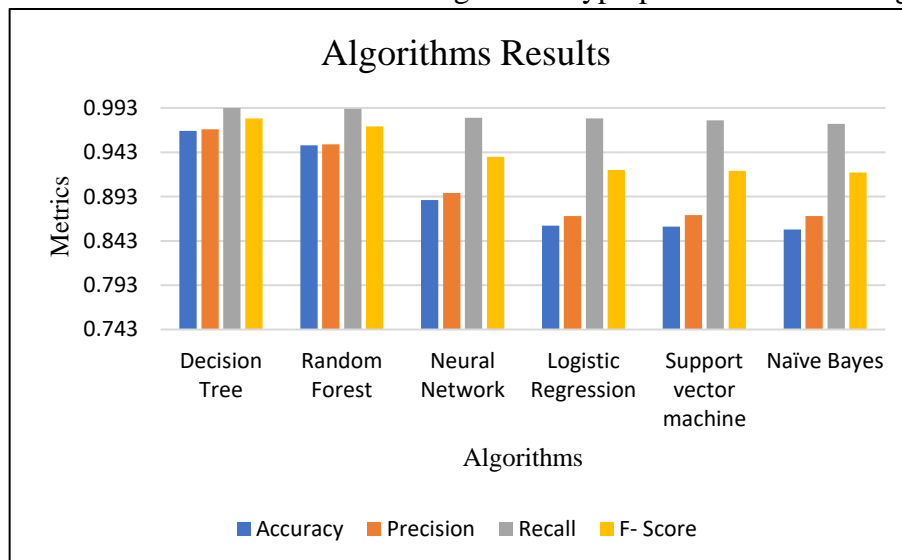 Algorithms Results
0.993
0.943
0.893
0.843
0.793
0.743
Metrics
Decision Tree
Random Forest
Neural Network
Logistic Regression
Support vector machine
Naïve Bayes
Algorithms
Accuracy Precision Recall F- Score